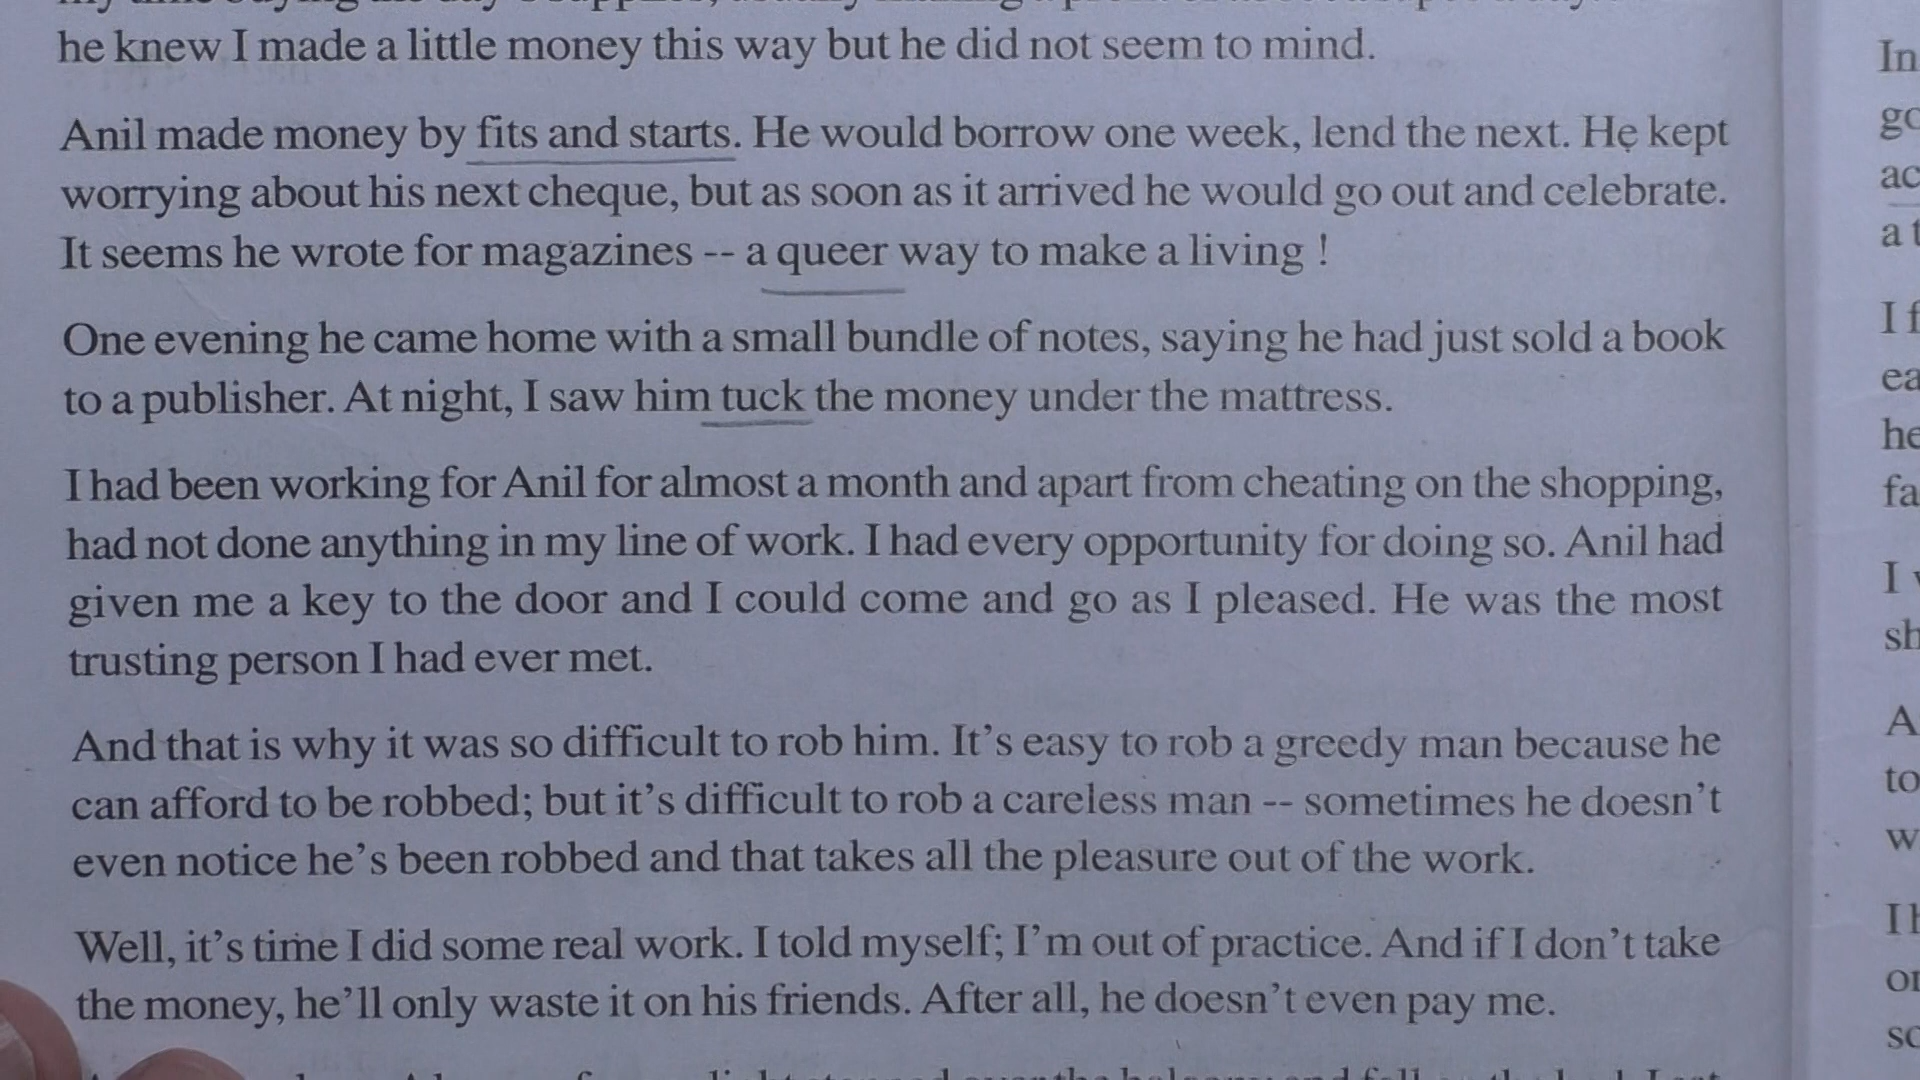 he knew I made a little money this way but he did not seem to mind.
Anil made money by fits and starts. He would borrow one week, lend the next. He kept
worrying about his next cheque, but as soon as it arrived he would go out and celebrate.
It seems he wrote for magazines -- a queer way to make a living !
One evening he came home with a small bundle of notes, saying he had just sold a book
to a publisher. At night, I saw him tuck the money under the mattress.
I had been working for Anil for almost a month and apart from cheating on the shopping,
had not done anything in my line of work. I had every opportunity for doing so. Anil had
given me a key to the door and I could come and go as I pleased. He was the most
trusting person I had ever met.
And that is why it was so difficult to rob him. It's easy to rob a greedy man because he
can afford to be robbed; but it's difficult to rob a careless man -- sometimes he doesn't
even notice he's been robbed and that takes all the pleasure out of the work.
Well, it's time I did some real work. I told myself; I'm out of practice. And if I don't take
the money, he'll only waste it on his friends. After all, he doesn't even pay me.
In
I